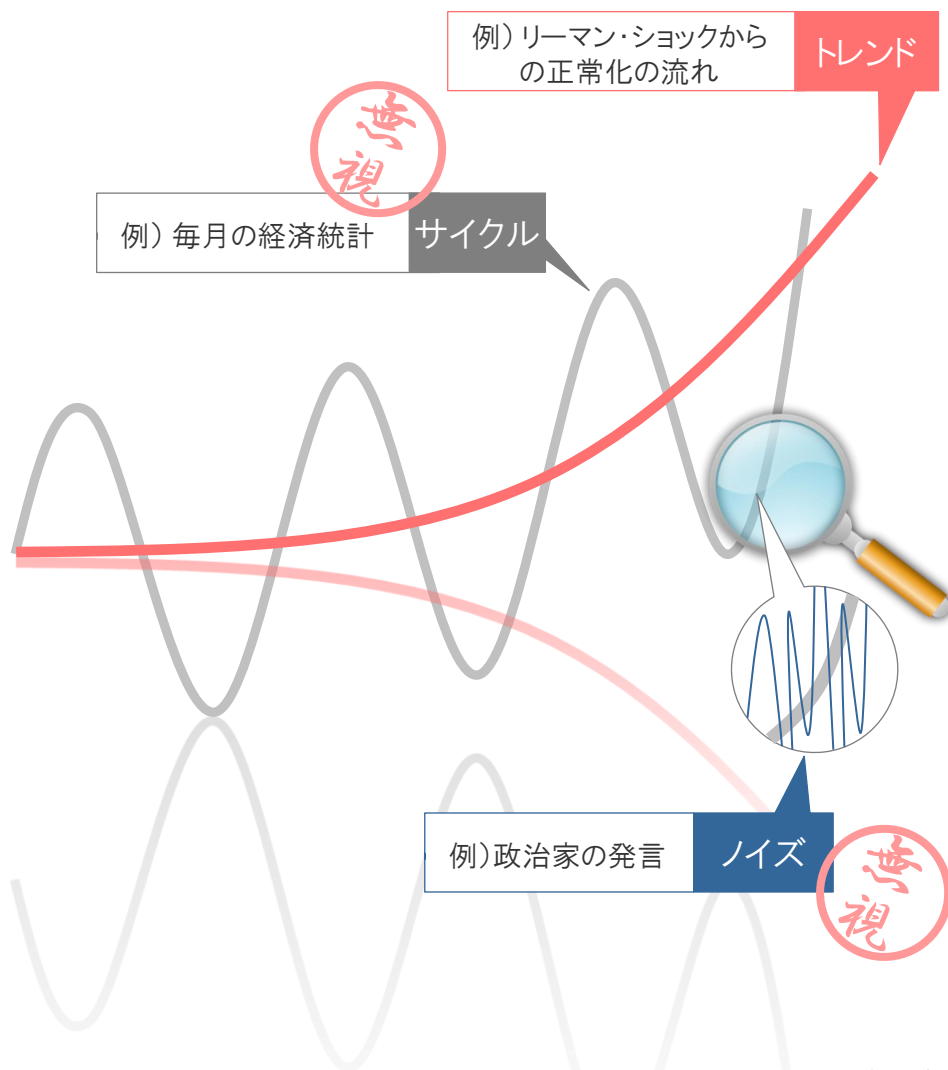 例）リーマン・ショックから
の正常化の流れ
トレンド
無
視
例）毎月の経済統計
サイクル
例）政治家の発言
ノイズ
無
視